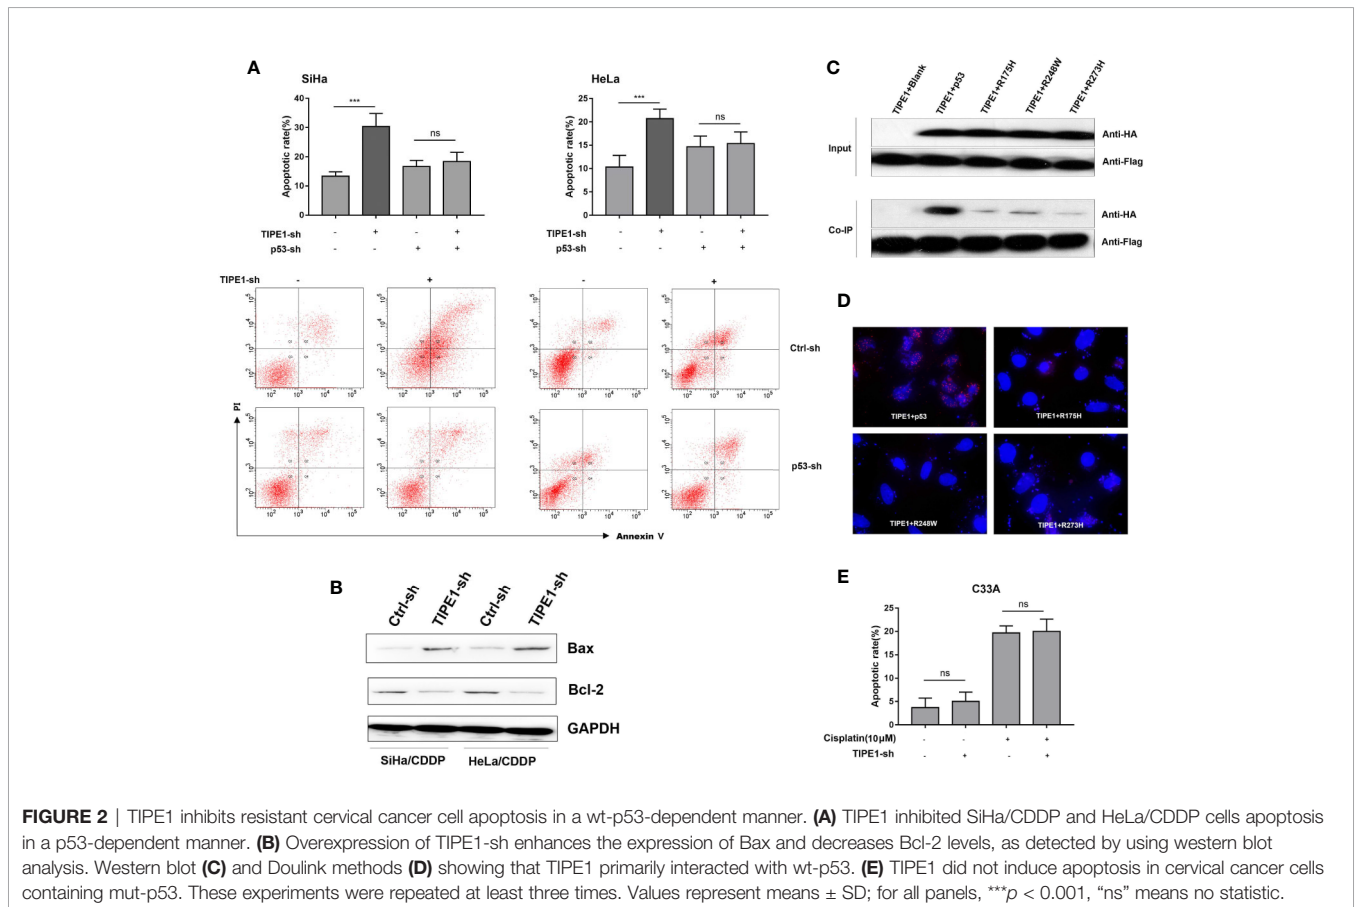 A
SiHa
Apoptotic rate(%)
40
30
20
10
0
***
ns
TIPE1-sh - + - +
p53-sh - - + +
HeLa
Apoptotic rate(%)
25
20
15
10
5
0
***
ns
TIPE1-sh - + - +
p53-sh - - + +
TIPE1-sh - + - +
Ctrl-sh
p53-sh
PI
Annexin V
10² 10³ 10⁴ 10⁵
B
Ctrl-sh TIPE1-sh Ctrl-sh TIPE1-sh
Bax
Bcl-2
GAPDH
SiHa/CDDP HeLa/CDDP
C
TIPE1+Blank TIPE1+p53 TIPE1+R175H TIPE1+R248W TIPE1+R273H
Input
Anti-HA
Anti-Flag
Co-IP
Anti-HA
Anti-Flag
D
TIPE1+p53 TIPE1+R175H
TIPE1+R248W TIPE1+R273H
E
C33A
Apoptotic rate(%)
25
20
15
10
5
0
ns
ns
Cisplatin(10μM) - - + +
TIPE1-sh - + - +
FIGURE 2 | TIPE1 inhibits resistant cervical cancer cell apoptosis in a wt-p53-dependent manner. (A) TIPE1 inhibited SiHa/CDDP and HeLa/CDDP cells apoptosis
in a p53-dependent manner. (B) Overexpression of TIPE1-sh enhances the expression of Bax and decreases Bcl-2 levels, as detected by using western blot
analysis. Western blot (C) and Doulink methods (D) showing that TIPE1 primarily interacted with wt-p53. (E) TIPE1 did not induce apoptosis in cervical cancer cells
containing mut-p53. These experiments were repeated at least three times. Values represent means ± SD; for all panels, ***p < 0.001, “ns” means no statistic.